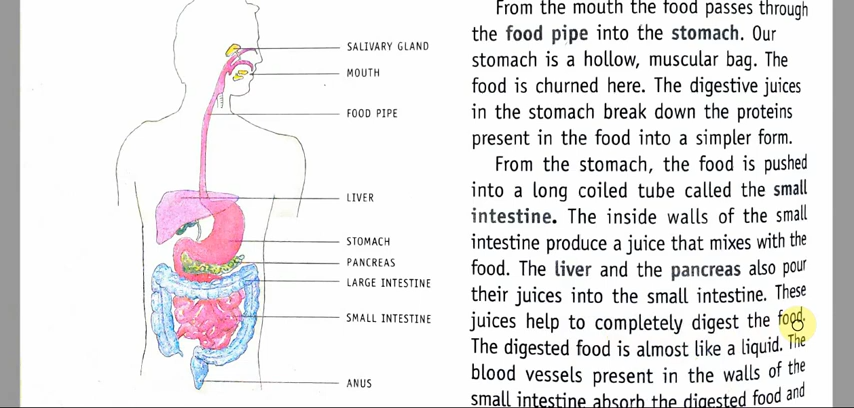 SALIVARY GLAND
MOUTH
FOOD PIPE
LIVER
STOMACH
PANCREAS
LARGE INTESTINE
SMALL INTESTINE
ANUS
From the mouth the food passes through
the food pipe into the stomach. Our
stomach is a hollow, muscular bag. The
food is churned here. The digestive juices
in the stomach break down the proteins
present in the food into a simpler form.
From the stomach, the food is pushed
into a long coiled tube called the small
intestine. The inside walls of the small
intestine produce a juice that mixes with the
food. The liver and the pancreas also pour
their juices into the small intestine. These
juices help to completely digest the food.
The digested food is almost like a liquid. The
blood vessels present in the walls of the
small intestine absorb the digested food and